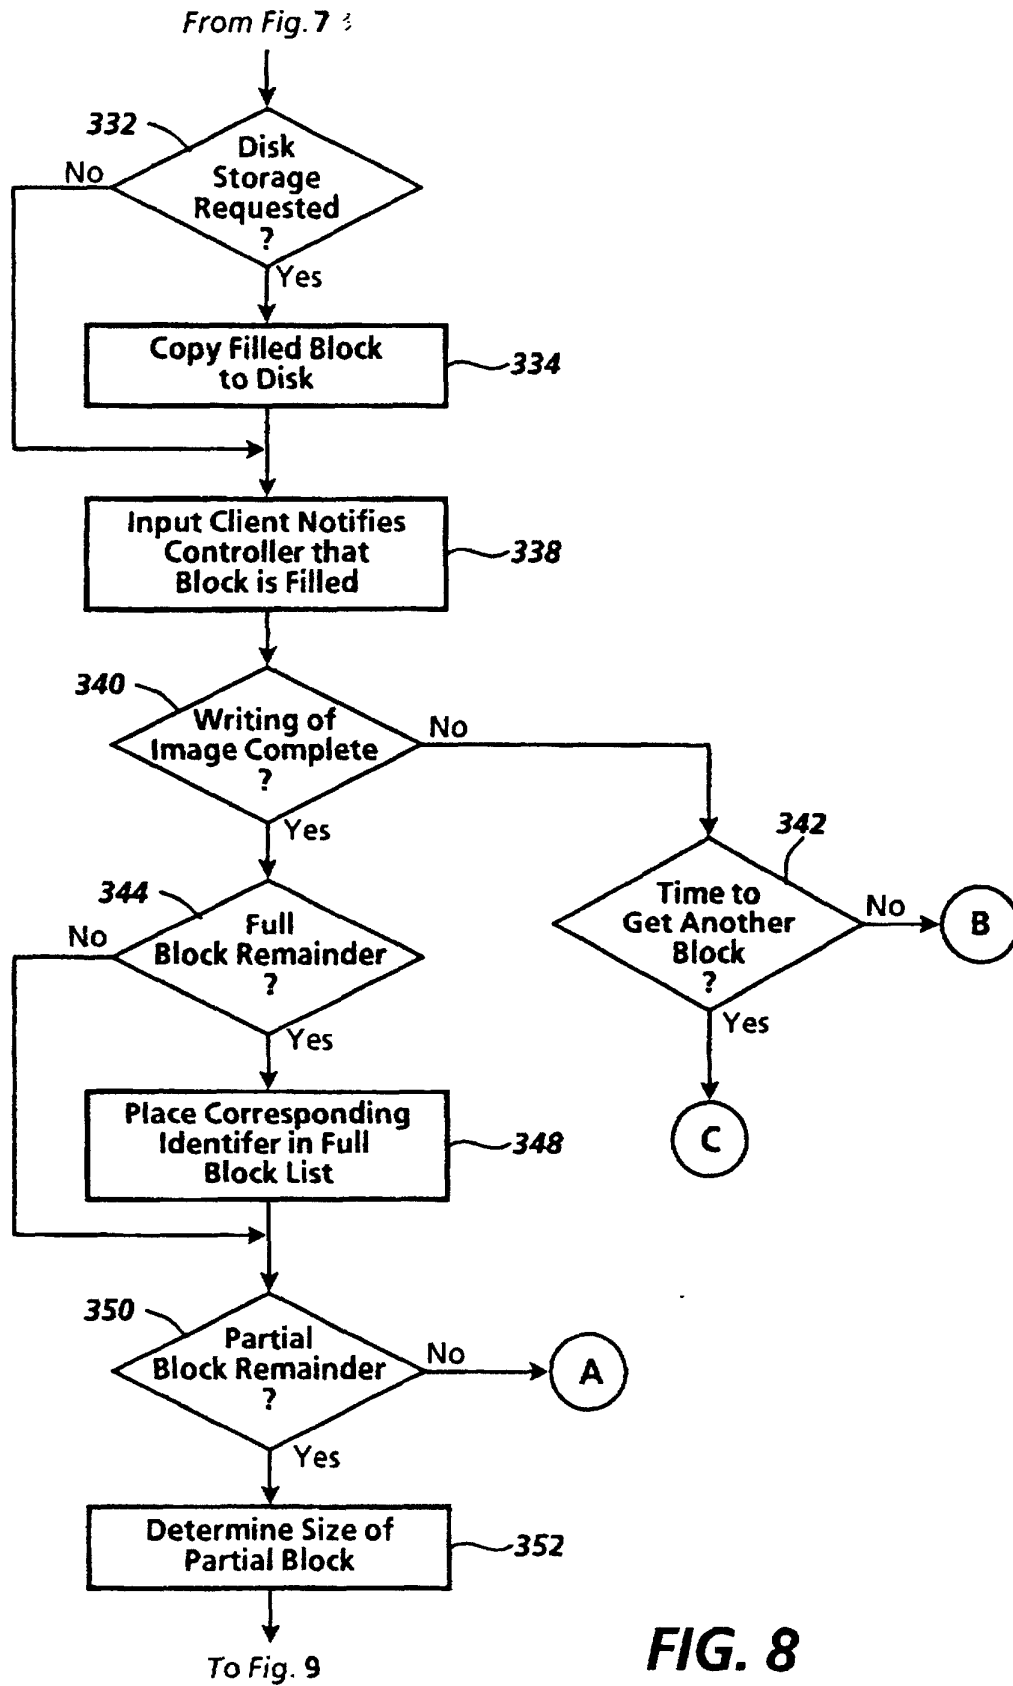 From Fig. 7
332
Disk
Storage
Requested
?
No
Yes
Copy Filled Block
to Disk
334
Input Client Notifies
Controller that
Block is Filled
338
340
Writing of
Image Complete
?
No
Yes
342
Time to
Get Another
Block
?
No
B
Yes
C
344
Full
Block Remainder
?
No
Yes
Place Corresponding
Identifer in Full
Block List
348
350
Partial
Block Remainder
?
No
A
Yes
Determine Size of
Partial Block
352
To Fig. 9
FIG. 8